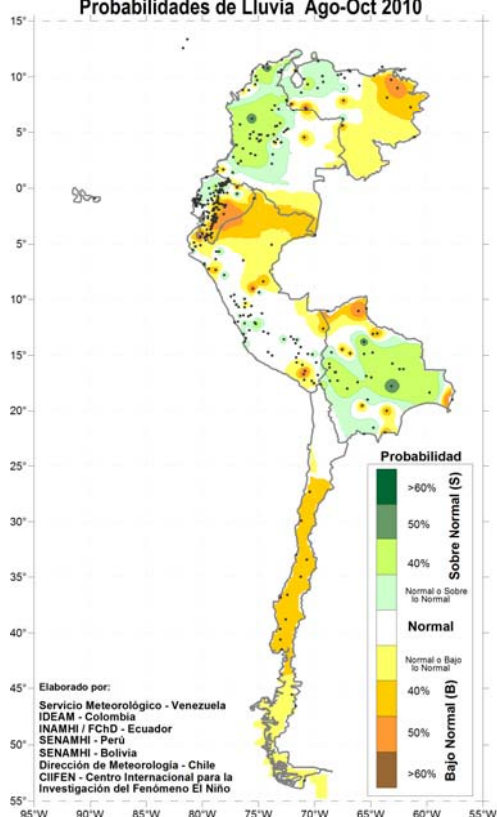 Probabilidades de Lluvia Ago-Oct 2010
15°
10°
5°
0°
5°
10°
15°
20°
25°
30°
35°
40°
45°
50°
55°
95°W 90°W 85°W 80°W 75°W 70°W 65°W 60°W 55°W
Probabilidad
>60%
50%
40%
Normal o Sobre
lo Normal
Sobre Normal (S)
Normal
Normal o Bajo
lo Normal
40%
50%
>60%
Bajo Normal (B)
Elaborado por:
Servicio Meteorológico - Venezuela
IDEAM - Colombia
INAMHI / FChD - Ecuador
SENAMHI - Perú
SENAMHI - Bolivia
Dirección de Meteorología - Chile
CIIFEN - Centro Internacional para la
Investigación del Fenómeno El Niño